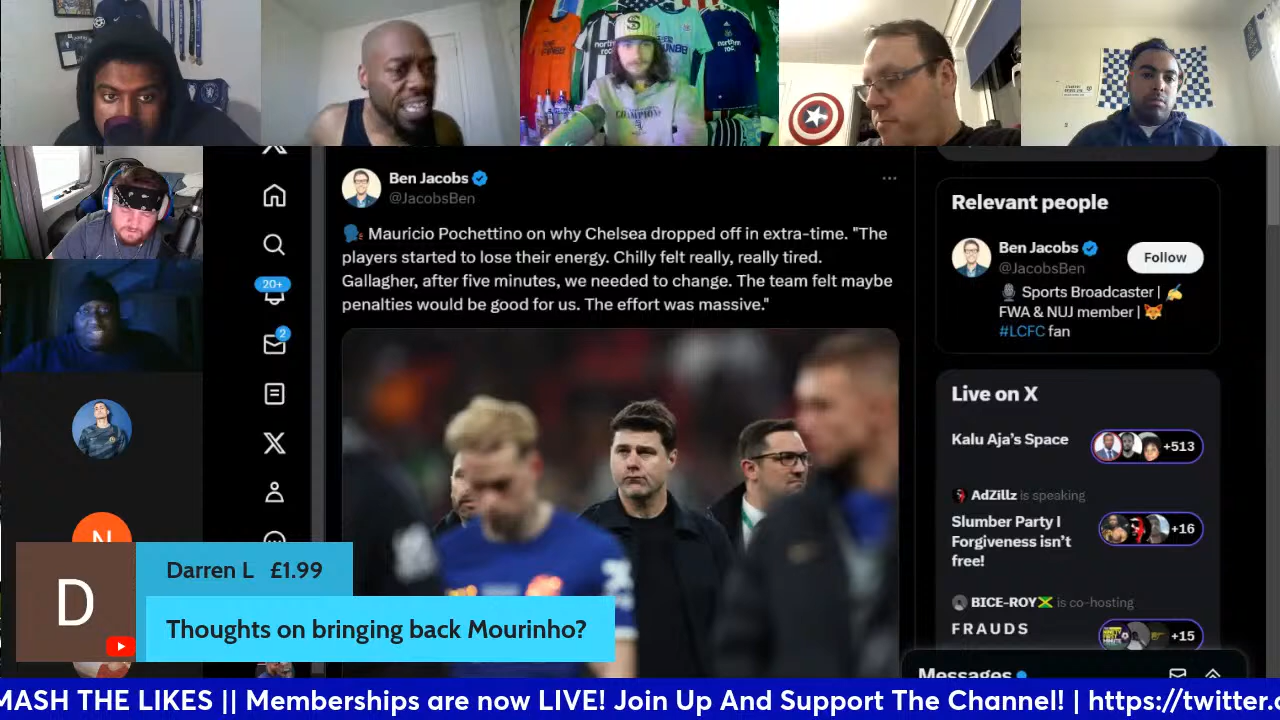 CHAMPIONS
Ben Jacobs
@JacobsBen
Mauricio Pochettino on why Chelsea dropped off in extra-time. "The
players started to lose their energy. Chilly felt really, really tired.
Gallagher, after five minutes, we needed to change. The team felt maybe
penalties would be good for us. The effort was massive."
20+
2
Relevant people
Ben Jacobs
@JacobsBen
Follow
Sports Broadcaster |
FWA & NUJ member |
#LCFC fan
Live on X
Kalu Aja's Space
+513
AdZillz is speaking
Slumber Party I
Forgiveness isn't
free!
+16
BICE-ROY is co-hosting
FRAUDS
+15
Messages
N
D
Darren L £1.99
Thoughts on bringing back Mourinho?
MASH THE LIKES || Memberships are now LIVE! Join Up And Support The Channel! | https://twitter.c